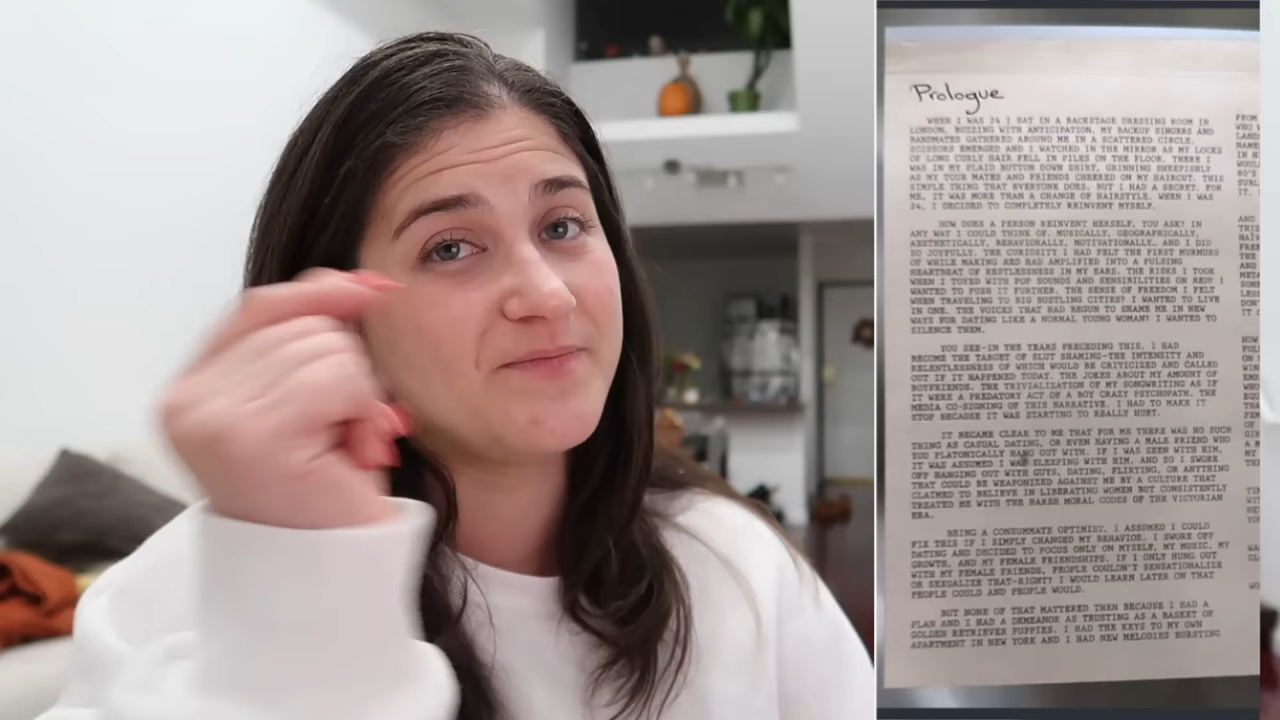 Prologue
WHEN I WAS 24 I SAT IN A BACKSTAGE DRESSING ROOM IN
LONDON, BUZZING WITH ANTICIPATION. MY BACKUP SINGERS AND
BANDMATES GATHERED AROUND ME IN A SCATTERED CIRCLE.
SCISSORS EMERGED AND I WATCHED IN THE MIRROR AS MY LOCKS
OF LONG CURLY HAIR FELL IN PILES ON THE FLOOR. THERE I
WAS IN MY PLAID BUTTON DOWN SHIRT, GRINNING SHEEPISHLY
AS MY TOUR MATES AND FRIENDS CHEERED ON MY HAIRCUT. THIS
SIMPLE THING THAT EVERYONE DOES. BUT I HAD A SECRET. FOR
ME, IT WAS MORE THAN A CHANGE OF HAIRSTYLE. WHEN I WAS
24, I DECIDED TO COMPLETELY REINVENT MYSELF.
HOW DOES A PERSON REINVENT HERSELF, YOU ASK? IN
ANY WAY I COULD THINK OF. MUSICALLY, GEOGRAPHICALLY,
AESTHETICALLY, BEHAVIORALLY, MOTIVATIONALLY… AND I DID
SO JOYFULLY. THE CURIOSITY I HAD FELT THE FIRST MURMURS
OF WHILE MAKING RED HAD AMPLIFIED INTO A PULSING
HEARTBEAT OF RESTLESSNESS IN MY EARS. THE RISKS I TOOK
WHEN I TOYED WITH POP SOUNDS AND SENSIBILITIES ON RED? I
WANTED TO PUSH IT FURTHER. THE SENSE OF FREEDOM I FELT
WHEN TRAVELING TO BIG BUSTLING CITIES? I WANTED TO LIVE
IN ONE. THE VOICES THAT HAD BEGUN TO SHAME ME IN NEW
WAYS FOR DATING LIKE A NORMAL YOUNG WOMAN? I WANTED TO
SILENCE THEM.
YOU SEE-IN THE YEARS PRECEDING THIS, I HAD
BECOME THE TARGET OF SLUT SHAMING-THE INTENSITY AND
RELENTLESSNESS OF WHICH WOULD BE CRITICIZED AND CALLED
OUT IF IT HAPPENED TODAY. THE JOKES ABOUT MY AMOUNT OF
BOYFRIENDS. THE TRIVIALIZATION OF MY SONGWRITING AS IF
IT WERE A PREDATORY ACT OF A BOY CRAZY PSYCHOPATH. THE
MEDIA CO-SIGNING OF THIS NARRATIVE. I HAD TO MAKE IT
STOP BECAUSE IT WAS STARTING TO REALLY HURT.
IT BECAME CLEAR TO ME THAT FOR ME THERE WAS NO SUCH
THING AS CASUAL DATING, OR EVEN HAVING A MALE FRIEND WHO
YOU PLATONICALLY HANG OUT WITH. IF I WAS SEEN WITH HIM,
IT WAS ASSUMED I WAS SLEEPING WITH HIM. AND SO I SWORE
OFF HANGING OUT WITH GUYS, DATING, FLIRTING, OR ANYTHING
THAT COULD BE WEAPONIZED AGAINST ME BY A CULTURE THAT
CLAIMED TO BELIEVE IN LIBERATING WOMEN BUT CONSISTENTLY
TREATED ME WITH THE HARSH MORAL CODES OF THE VICTORIAN
ERA.
BEING A CONSUMMATE OPTIMIST, I ASSUMED I COULD
FIX THIS IF I SIMPLY CHANGED MY BEHAVIOR. I SWORE OFF
DATING AND DECIDED TO FOCUS ONLY ON MYSELF, MY MUSIC, MY
GROWTH, AND MY FEMALE FRIENDSHIPS. IF I ONLY HUNG OUT
WITH MY FEMALE FRIENDS, PEOPLE COULDN'T SENSATIONALIZE
OR SEXUALIZE THAT-RIGHT? I WOULD LEARN LATER ON THAT
PEOPLE COULD AND PEOPLE WOULD.
BUT NONE OF THAT MATTERED THEN BECAUSE I HAD A
PLAN AND I HAD A DEMEANOR AS TRUSTING AS A BASKET OF
GOLDEN RETRIEVER PUPPIES. I HAD THE KEYS TO MY OWN
APARTMENT IN NEW YORK AND I HAD NEW MELODIES BURSTING
FROM